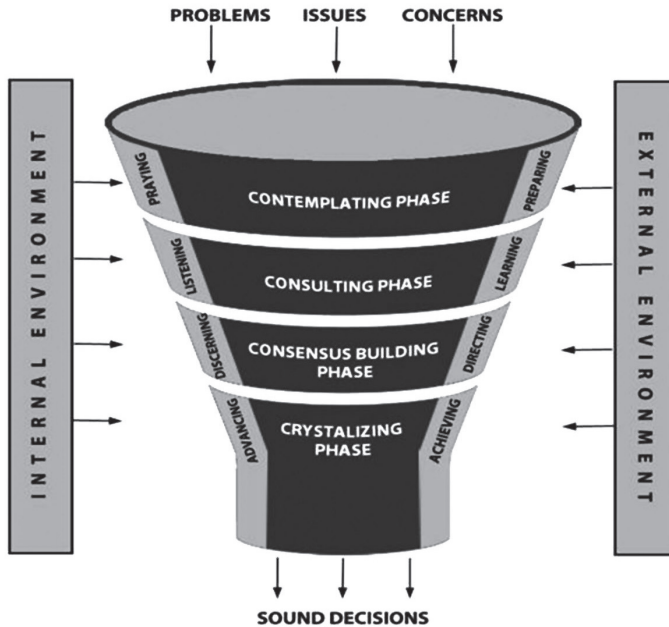 PROBLEMS ISSUES CONCERNS
INTERNAL ENVIRONMENT
EXTERNAL ENVIRONMENT
PRAYING
CONTEMPLATING PHASE
PREPARING
LISTENING
CONSULTING PHASE
LEARNING
DISCERNING
CONSENSUS BUILDING
PHASE
DIRECTING
ADVANCING
CRYSTALIZING
PHASE
ACHIEVING
SOUND DECISIONS